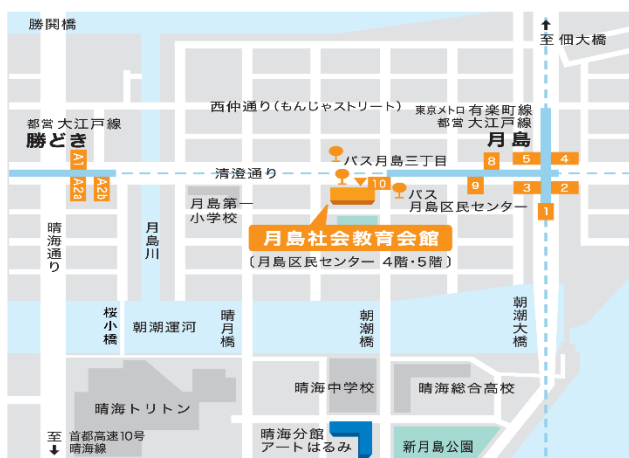 勝鬨橋
至 佃大橋
西仲通り(もんじゃストリート)
東京メトロ 有楽町線
都営 大江戸線
月島
都営 大江戸線
勝どき
A1
A2a
A2b
清澄通り
バス月島三丁目
8
5
4
10
9
3
2
1
バス
月島区民センター
月島第一
小学校
月島社会教育会館
〔月島区民センター 4階・5階〕
晴海通り
月島川
桜小橋
朝潮運河
晴月橋
朝潮橋
朝潮大橋
晴海トリトン
晴海中学校
晴海総合高校
至 首都高速10号
晴海線
晴海分館
アートはるみ
新月島公園